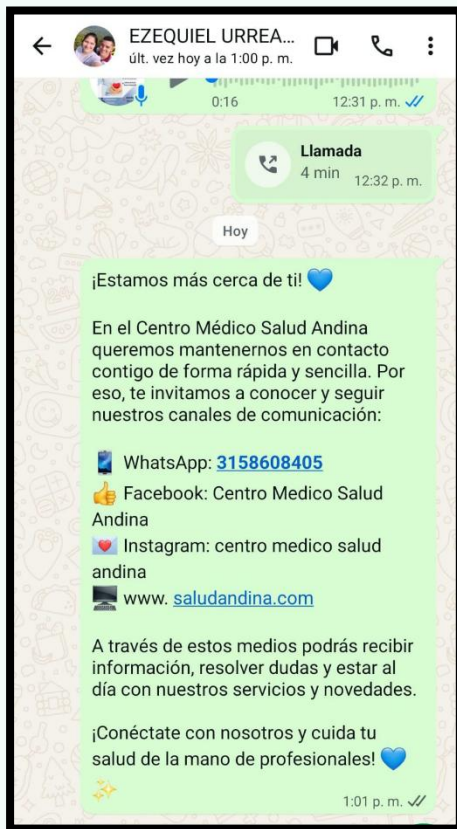 EZEQUIEL URREA...
últ. vez hoy a la 1:00 p. m.
0:16 12:31 p. m.
Llamada
4 min 12:32 p. m.
Hoy
¡Estamos más cerca de ti! 💙
En el Centro Médico Salud Andina
queremos mantenernos en contacto
contigo de forma rápida y sencilla. Por
eso, te invitamos a conocer y seguir
nuestros canales de comunicación:
📱 WhatsApp: 3158608405
👍 Facebook: Centro Medico Salud
Andina
💌 Instagram: centro medico salud
andina
🖥️ www. saludandina.com
A través de estos medios podrás recibir
información, resolver dudas y estar al
día con nuestros servicios y novedades.
¡Conéctate con nosotros y cuida tu
salud de la mano de profesionales! 💙
✨
1:01 p. m.